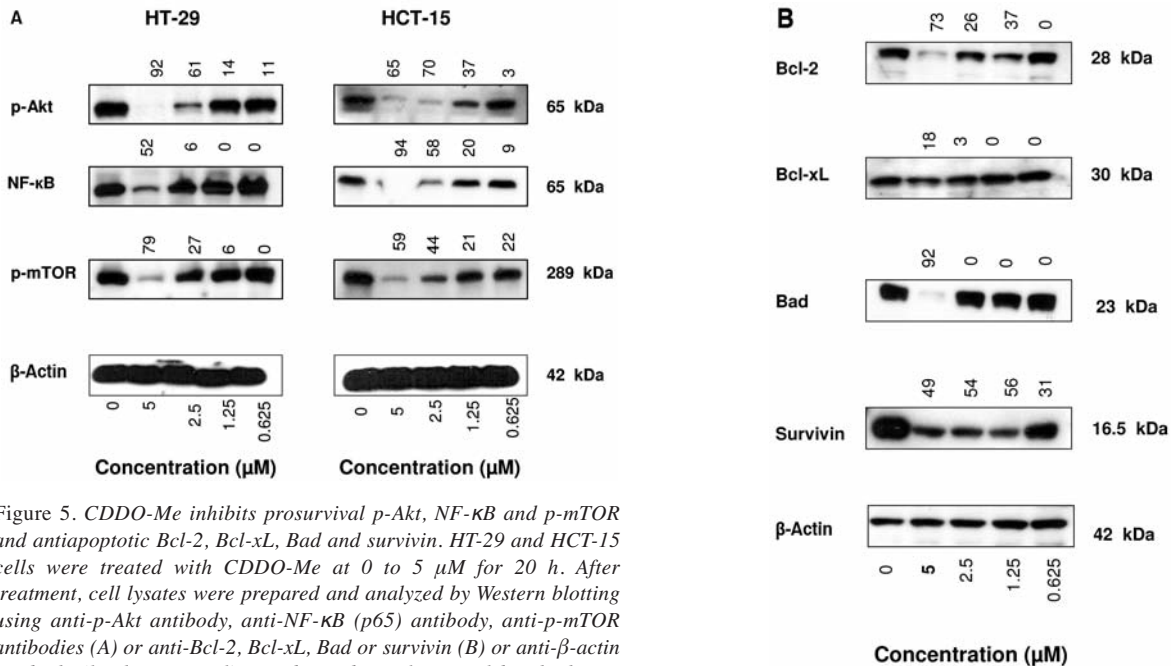 A
HT-29
HCT-15
92 61 14 11
65 70 37 3
p-Akt
65 kDa
52 6 0 0
94 58 20 9
NF-κB
65 kDa
79 27 6 0
59 44 21 22
p-mTOR
289 kDa
β-Actin
42 kDa
0 5 2.5 1.25 0.625
0 5 2.5 1.25 0.625
Concentration (µM)
Concentration (µM)
Figure 5. CDDO-Me inhibits prosurvival p-Akt, NF-κB and p-mTOR
and antiapoptotic Bcl-2, Bcl-xL, Bad and survivin. HT-29 and HCT-15
cells were treated with CDDO-Me at 0 to 5 µM for 20 h. After
treatment, cell lysates were prepared and analyzed by Western blotting
using anti-p-Akt antibody, anti-NF-κB (p65) antibody, anti-p-mTOR
antibodies (A) or anti-Bcl-2, Bcl-xL, Bad or survivin (B) or anti-β-actin
B
73 26 37 0
Bcl-2
28 kDa
18 3 0 0
Bcl-xL
30 kDa
92 0 0 0
Bad
23 kDa
49 54 56 31
Survivin
16.5 kDa
β-Actin
42 kDa
0 5 2.5 1.25 0.625
Concentration (µM)